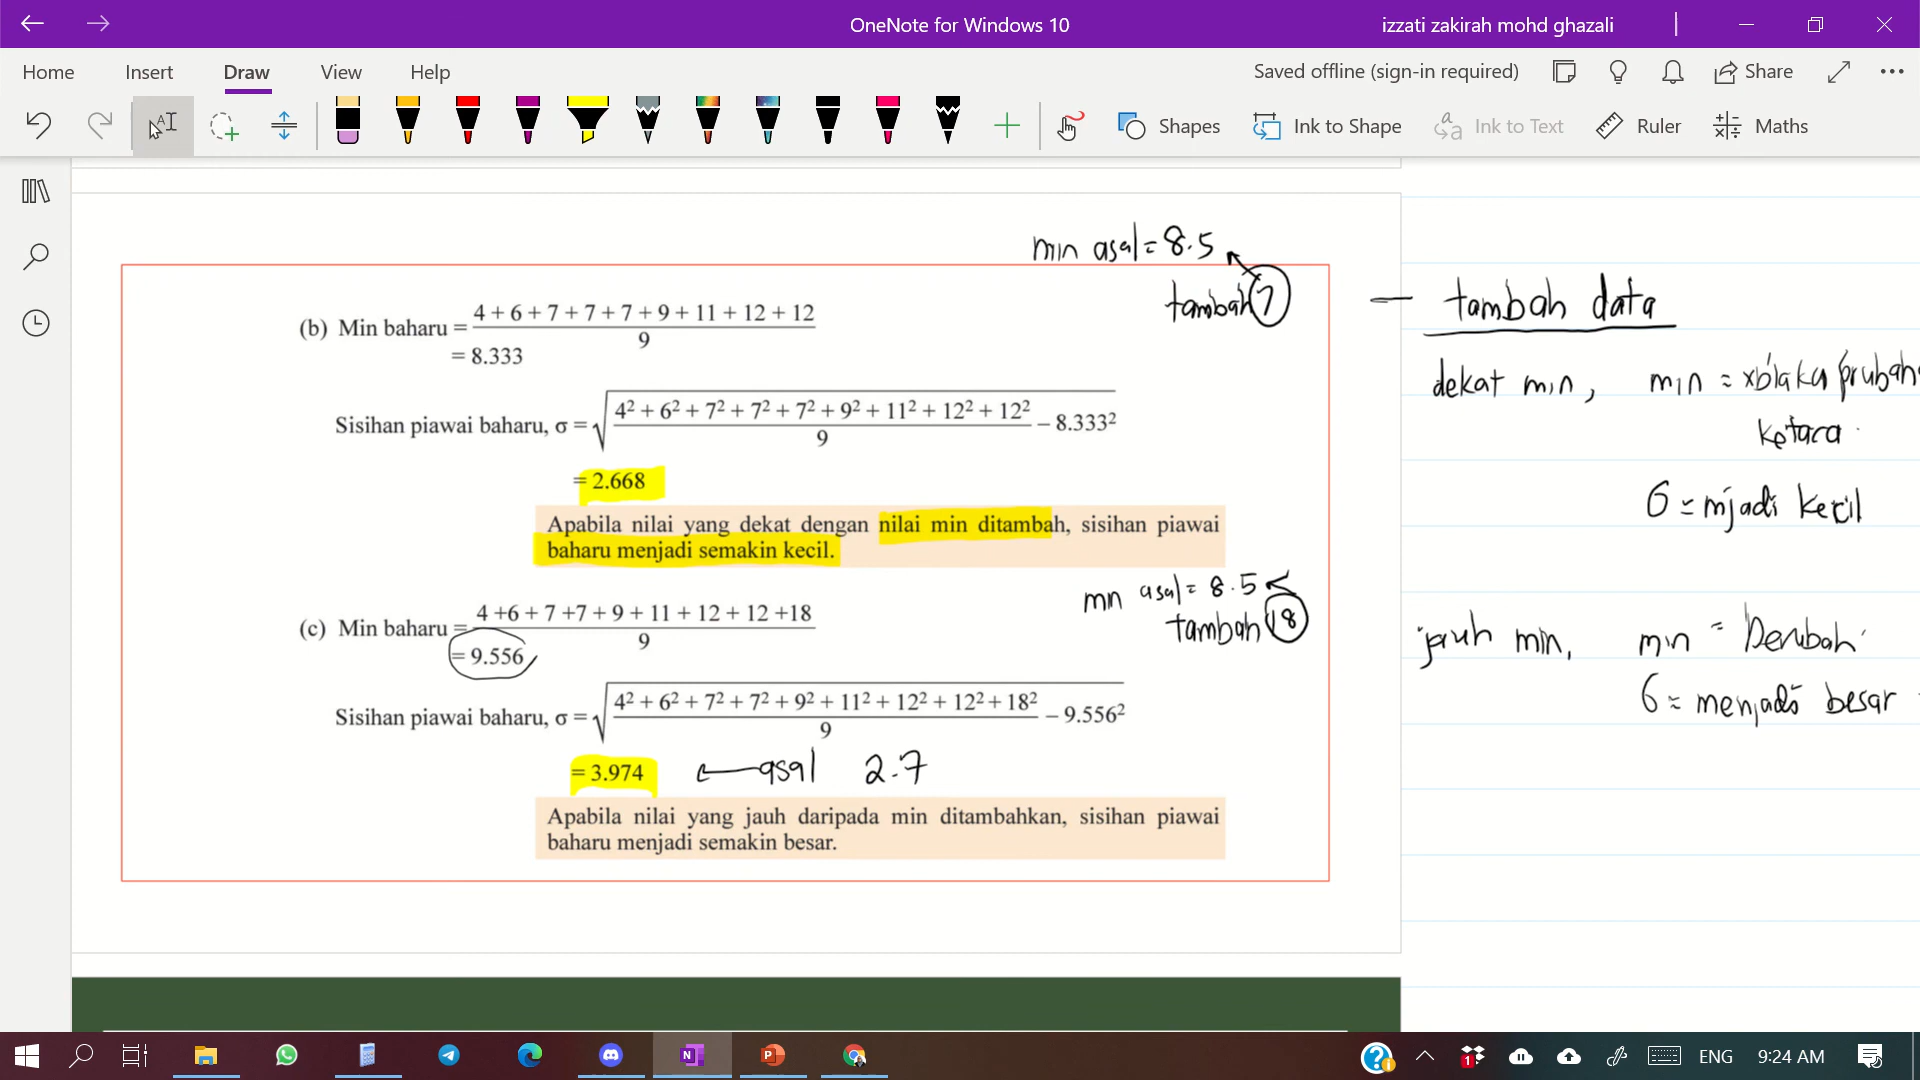 OneNote for Windows 10
izzati zakirah mohd ghazali
Home Insert Draw View Help
Saved offline (sign-in required) Share
Shapes Ink to Shape Ink to Text Ruler Maths
min asal = 8.5
tambah 7
(b) Min baharu = 4 + 6 + 7 + 7 + 7 + 9 + 11 + 12 + 12 / 9
= 8.333
Sisihan piawai baharu, σ = √(4² + 6² + 7² + 7² + 7² + 9² + 11² + 12² + 12² / 9 – 8.333²)
= 2.668
Apabila nilai yang dekat dengan nilai min ditambah, sisihan piawai
baharu menjadi semakin kecil.
mn asal = 8.5
tambah 18
(c) Min baharu = 4 +6 + 7 +7 + 9 + 11 + 12 + 12 +18 / 9
= 9.556
Sisihan piawai baharu, σ = √(4² + 6² + 7² + 7² + 9² + 11² + 12² + 12² + 18² / 9 – 9.556²)
= 3.974
asal 2.7
Apabila nilai yang jauh daripada min ditambahkan, sisihan piawai
baharu menjadi semakin besar.
— tambah data
dekat min, min =
ketara
σ = mjadi kecil
jauh min, min = berubah
σ = menjadi besar
ENG 9:24 AM